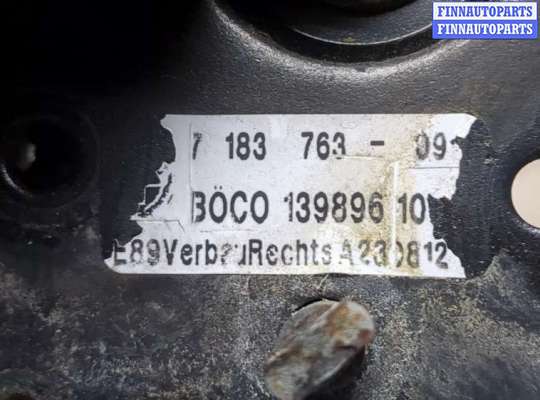 FINNAUTOPARTS
FINNAUTOPARTS
7 183 763 - 09
BÖCO 139896 10
E89VerbauRechts A230812